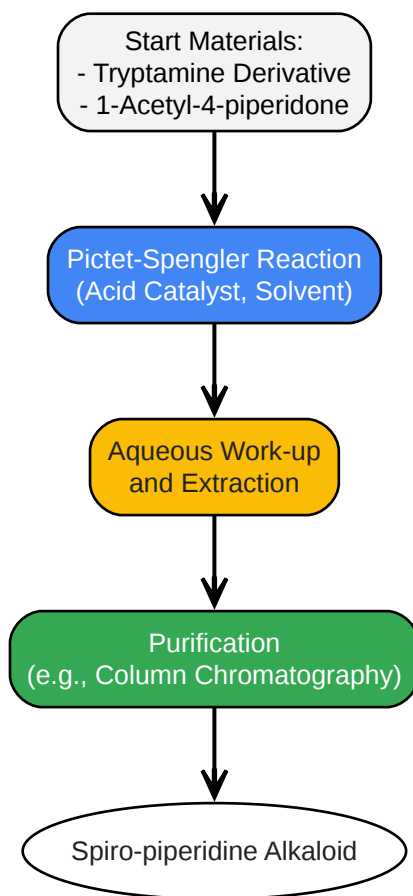 Start Materials:
- Tryptamine Derivative
- 1-Acetyl-4-piperidone
Pictet-Spengler Reaction
(Acid Catalyst, Solvent)
Aqueous Work-up
and Extraction
Purification
(e.g., Column Chromatography)
Spiro-piperidine Alkaloid